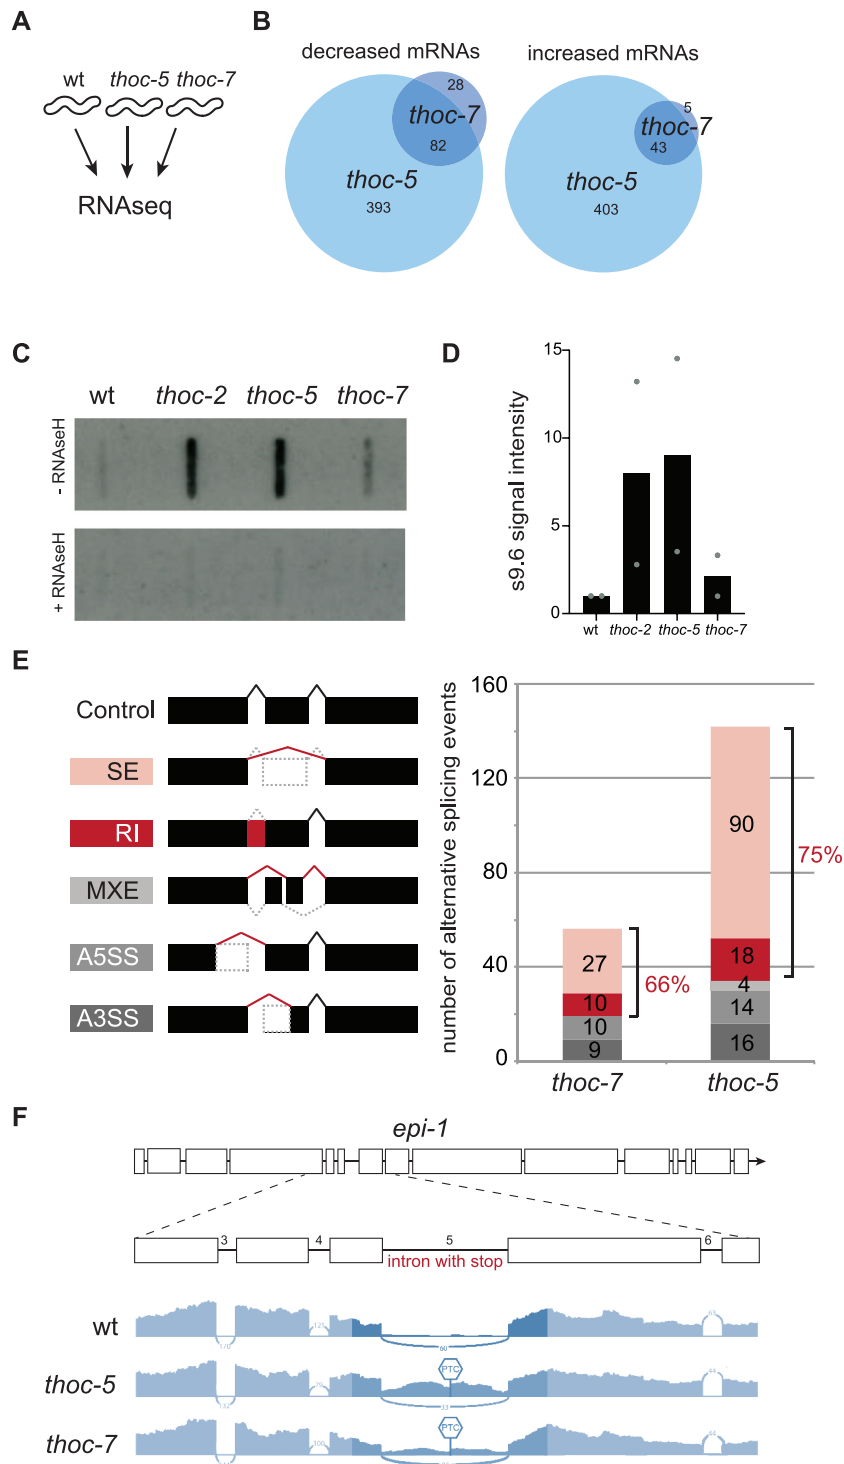 A
wt thoc-5 thoc-7
RNAseq
B
decreased mRNAs
28
thoc-7
82
thoc-5
393
increased mRNAs
5
thoc-7
43
thoc-5
403
C
wt thoc-2 thoc-5 thoc-7
- RNAseH
+ RNAseH
D
s9.6 signal intensity
15
10
5
0
wt thoc-2 thoc-5 thoc-7
E
Control
SE
RI
MXE
A5SS
A3SS
number of alternative splicing events
160
120
80
40
0
27
10
10
9
66%
90
18
4
14
16
75%
thoc-7 thoc-5
F
epi-1
3 4 5 6
intron with stop
wt
170
60
thoc-5
PTC
33
thoc-7
100
PTC
44